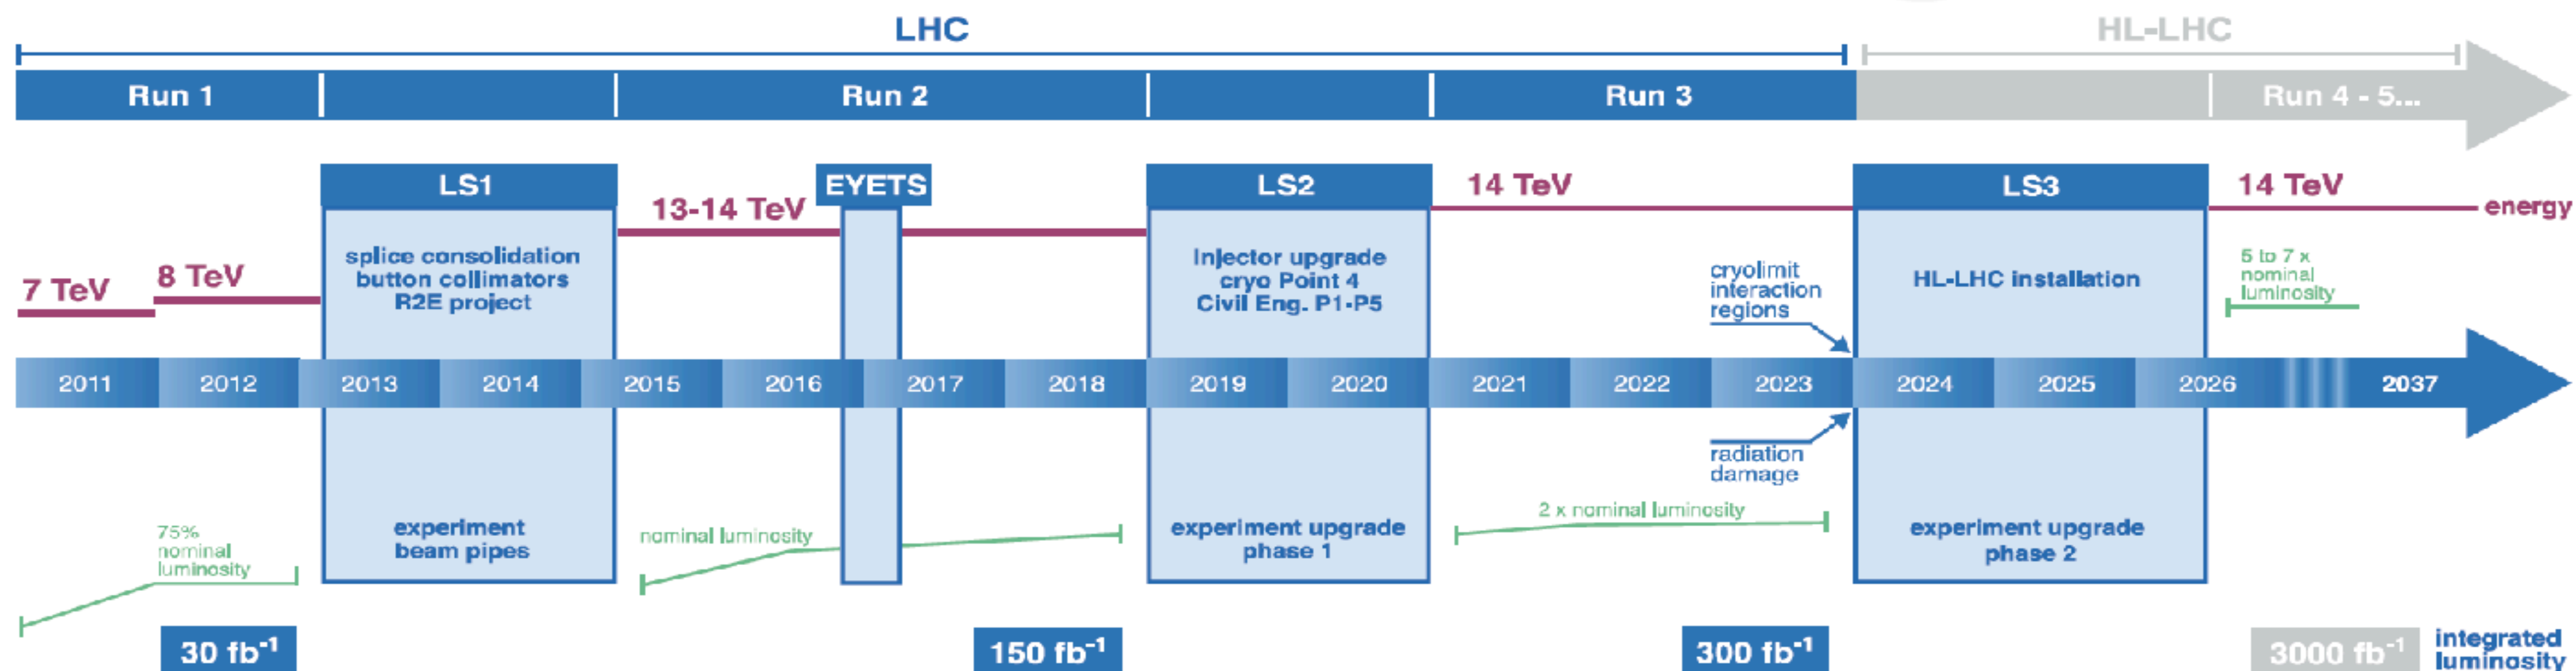 LHC
HL-LHC
Run 1
Run 2
Run 3
Run 4 - 5...
LS1
EYETS
LS2
14 TeV
LS3
14 TeV
energy
13-14 TeV
7 TeV
8 TeV
splice consolidation
button collimators
R2E project
Injector upgrade
cryo Point 4
Civil Eng. P1-P5
cryolimit
interaction
regions
HL-LHC installation
5 to 7 x
nominal
luminosity
2011
2012
2013
2014
2015
2016
2017
2018
2019
2020
2021
2022
2023
2024
2025
2026
2037
radiation
damage
75%
nominal
luminosity
experiment
beam pipes
nominal luminosity
experiment upgrade
phase 1
2 x nominal luminosity
experiment upgrade
phase 2
30 fb⁻¹
150 fb⁻¹
300 fb⁻¹
3000 fb⁻¹
integrated
luminosity